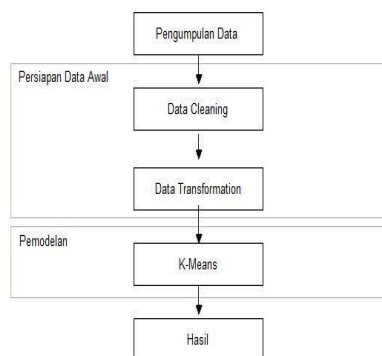 Pengumpulan Data
Persiapan Data Awal
Data Cleaning
Data Transformation
Pemodelan
K-Means
Hasil